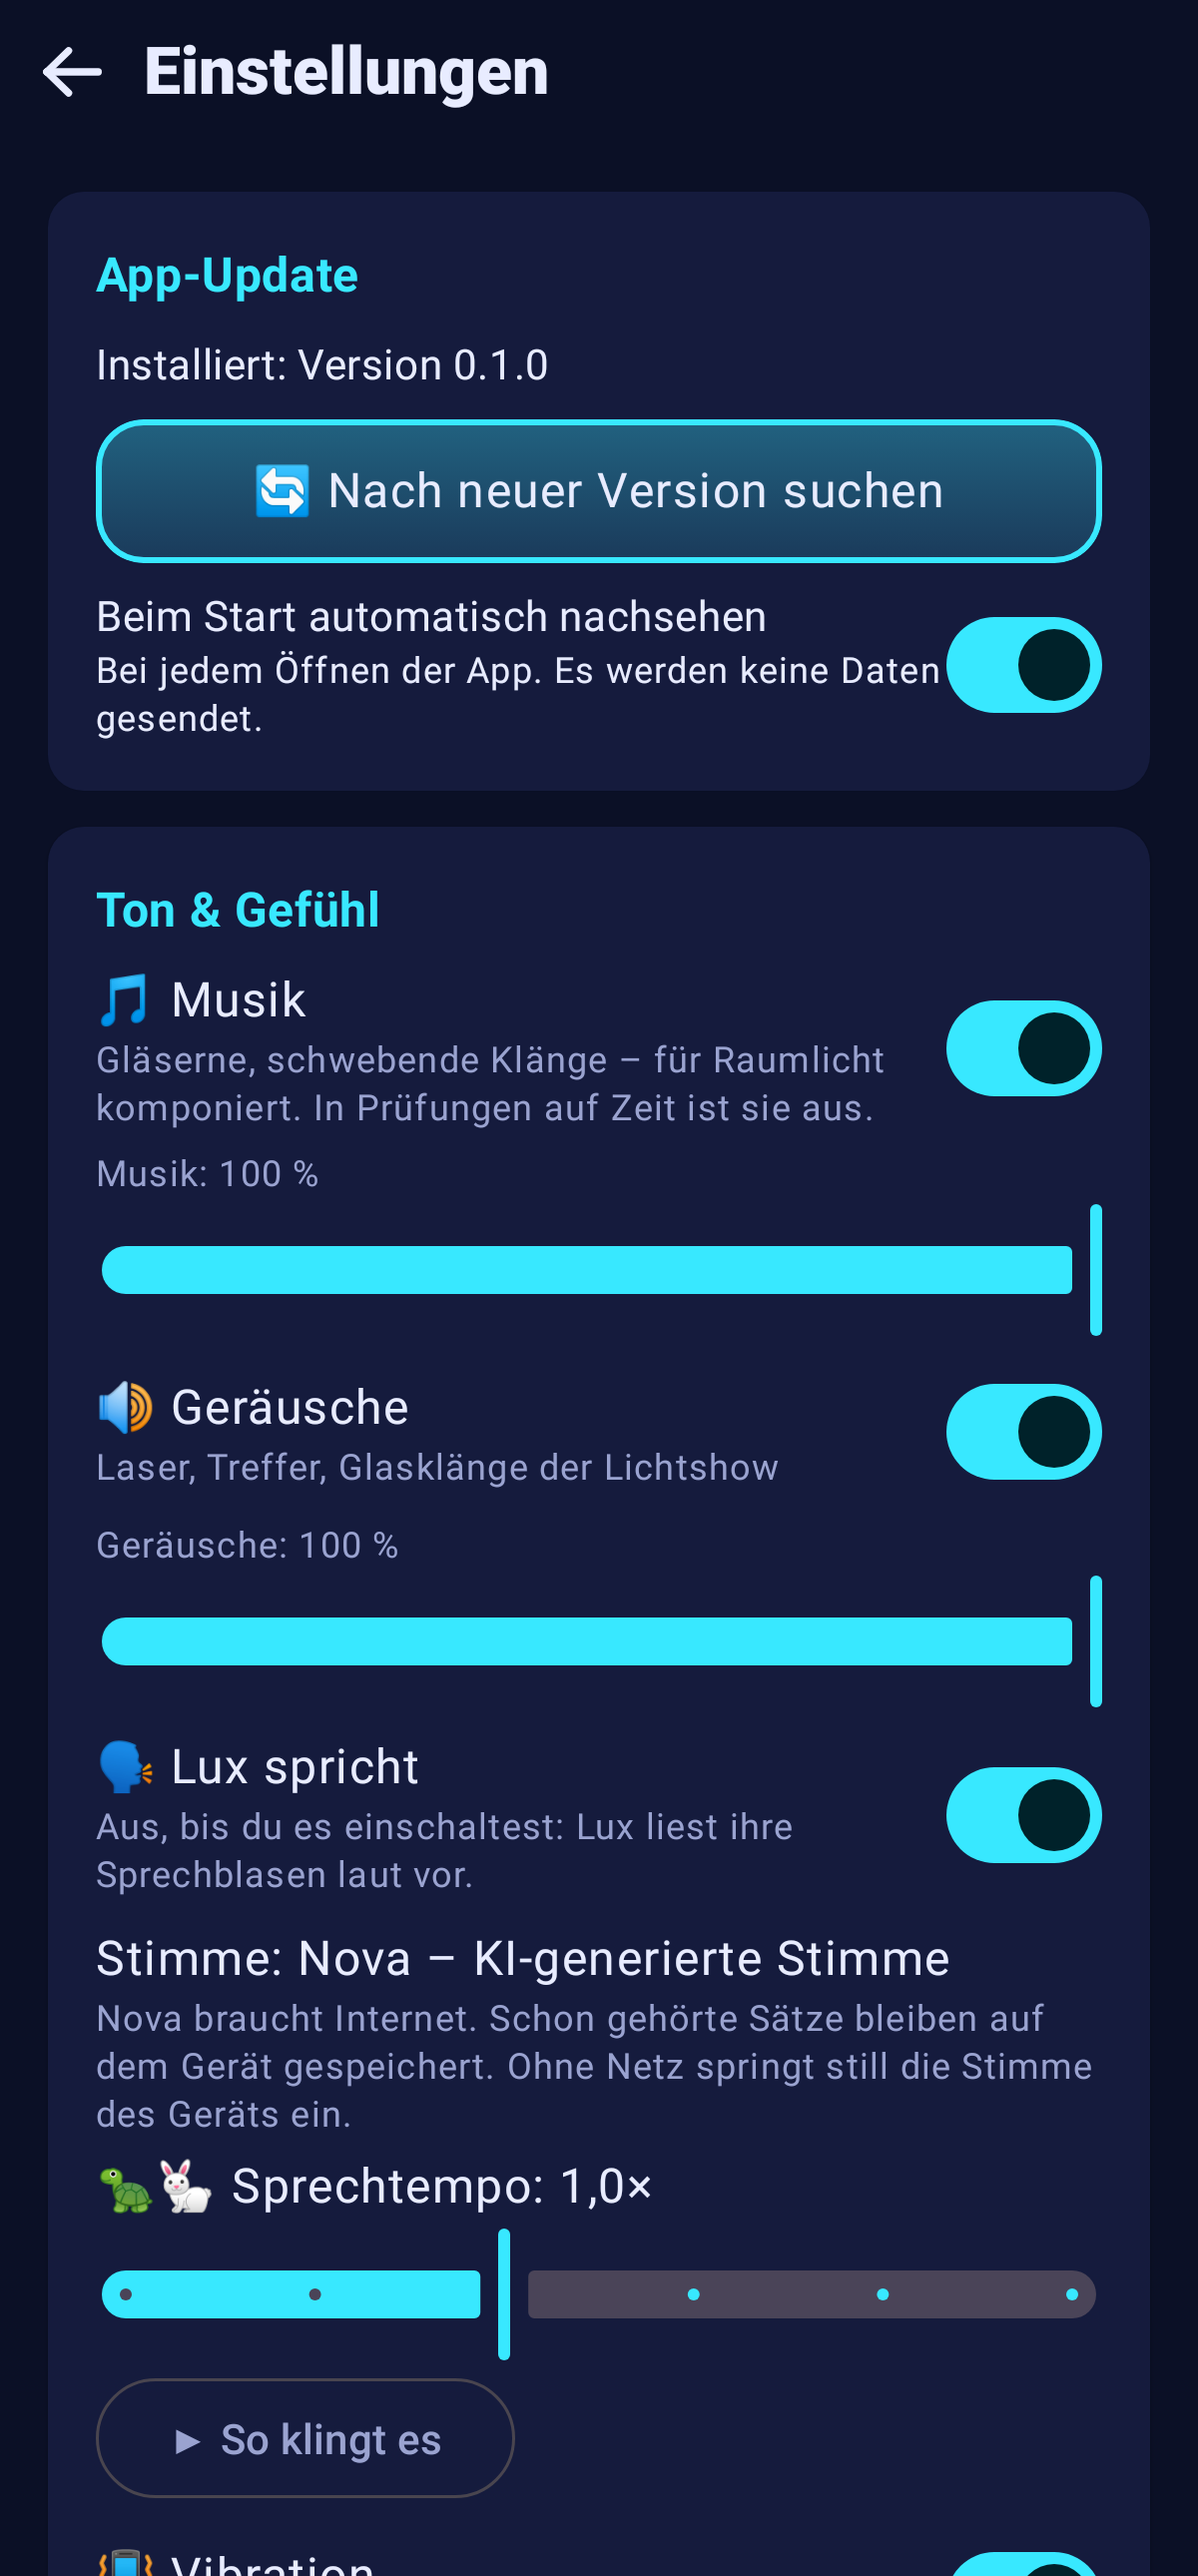 Einstellungen
App-Update
Installiert: Version 0.1.0
🔄 Nach neuer Version suchen
Beim Start automatisch nachsehen
Bei jedem Öffnen der App. Es werden keine Daten
gesendet.
Ton & Gefühl
🎵 Musik
Gläserne, schwebende Klänge – für Raumlicht
komponiert. In Prüfungen auf Zeit ist sie aus.
Musik: 100 %
🔊 Geräusche
Laser, Treffer, Glasklänge der Lichtshow
Geräusche: 100 %
🗣️ Lux spricht
Aus, bis du es einschaltest: Lux liest ihre
Sprechblasen laut vor.
Stimme: Nova – KI-generierte Stimme
Nova braucht Internet. Schon gehörte Sätze bleiben auf
dem Gerät gespeichert. Ohne Netz springt still die Stimme
des Geräts ein.
🐢🐇 Sprechtempo: 1,0×
► So klingt es
📳 Vibration